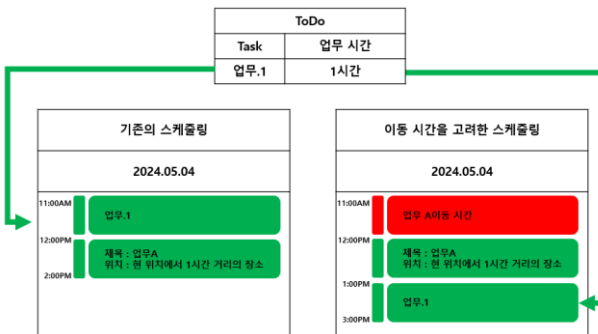 ToDo
Task 업무 시간
업무.1 1시간
기존의 스케줄링
2024.05.04
11:00AM
업무.1
12:00PM
제목 : 업무A
위치 : 현 위치에서 1시간 거리의 장소
2:00PM
이동 시간을 고려한 스케줄링
2024.05.04
11:00AM
업무 A이동 시간
12:00PM
제목 : 업무A
위치 : 현 위치에서 1시간 거리의 장소
1:00PM
업무.1
3:00PM